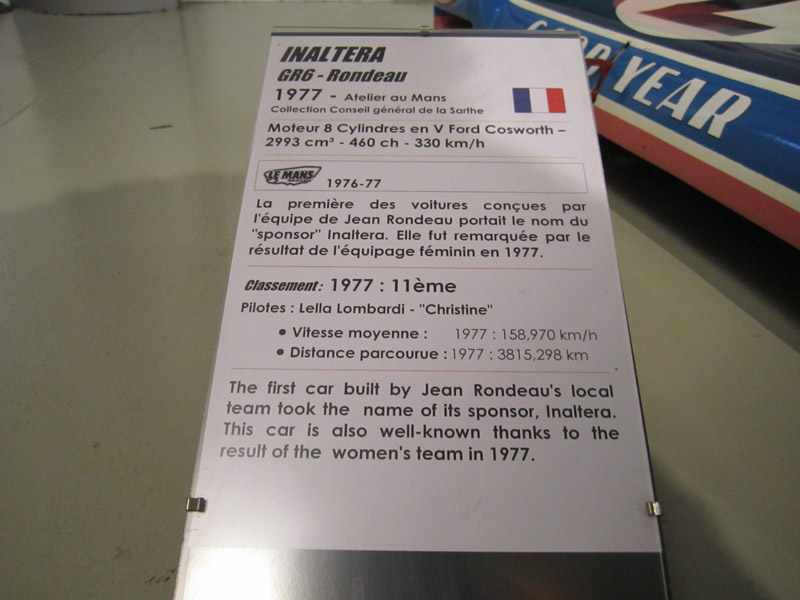 INALTERA
GR6 - Rondeau
1977 - Atelier au Mans
Collection Conseil général de la Sarthe
Moteur 8 Cylindres en V Ford Cosworth –
2993 cm³ - 460 ch - 330 km/h
LE MANS
1976-77
La première des voitures conçues par
l'équipe de Jean Rondeau portait le nom du
"sponsor" Inaltera. Elle fut remarquée par le
résultat de l'équipage féminin en 1977.
Classement : 1977 : 11ème
Pilotes : Lella Lombardi - "Christine"
• Vitesse moyenne : 1977 : 158,970 km/h
• Distance parcourue : 1977 : 3815,298 km
The first car built by Jean Rondeau's local
team took the name of its sponsor, Inaltera.
This car is also well-known thanks to the
result of the women's team in 1977.
GOOD YEAR